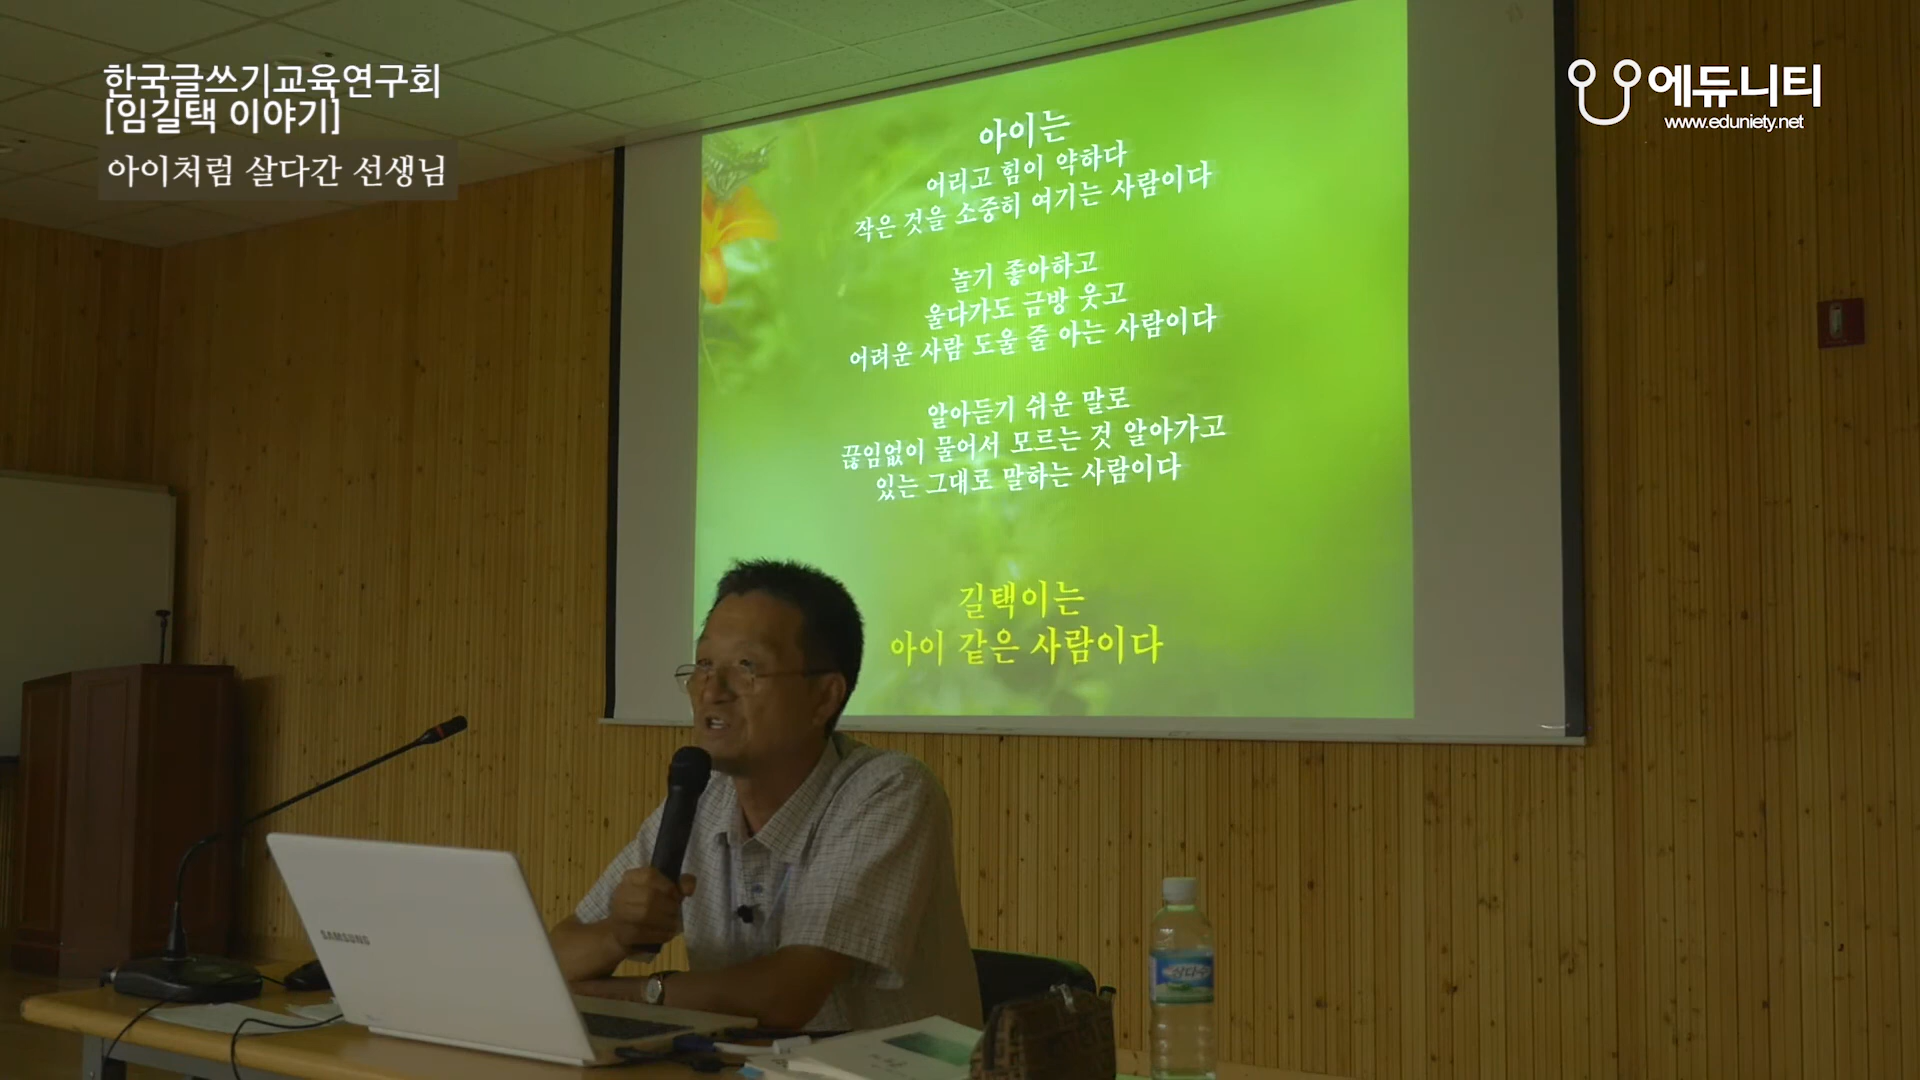 한국글쓰기교육연구회
[임길택 이야기]
아이처럼 살다간 선생님
에듀니티
www.eduniety.net
아이는
어리고 힘이 약하다
작은 것을 소중히 여기는 사람이다
놀기 좋아하고
울다가도 금방 웃고
어려운 사람 도울 줄 아는 사람이다
알아듣기 쉬운 말로
끊임없이 물어서 모르는 것 알아가고
있는 그대로 말하는 사람이다
길택이는
아이 같은 사람이다
SAMSUNG
삼다수